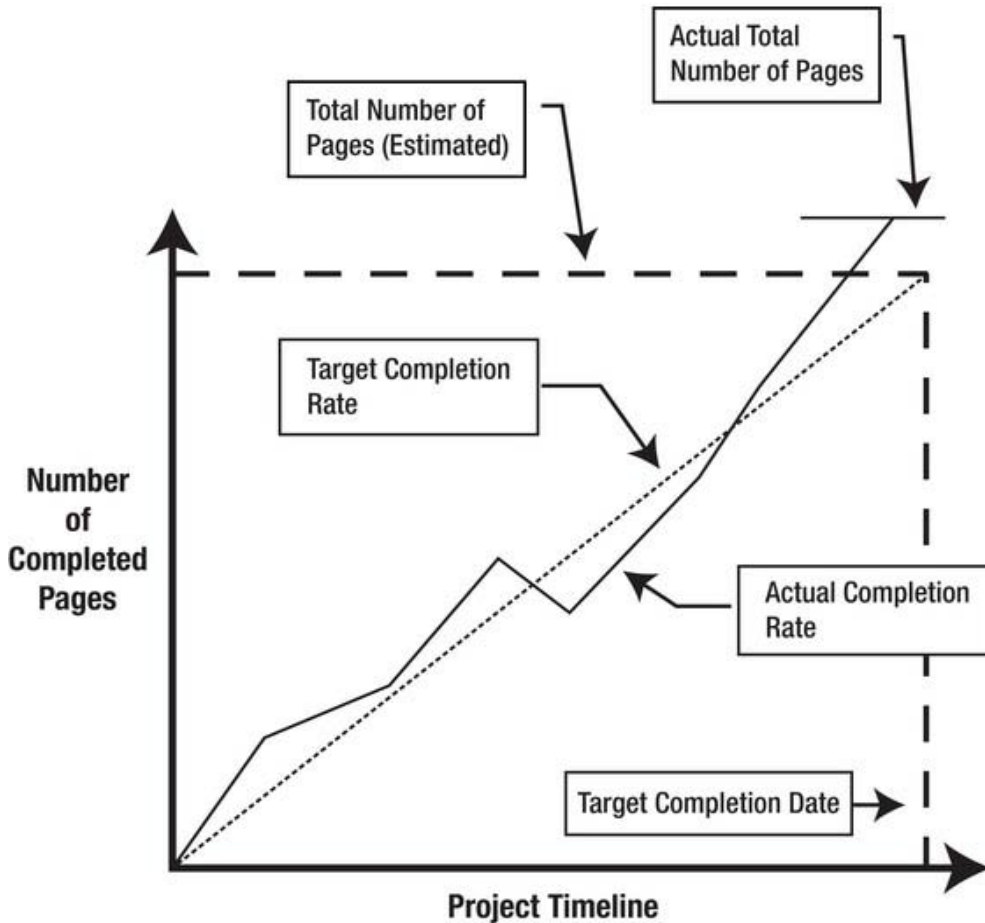 Actual Total
Number of Pages
Total Number of
Pages (Estimated)
Target Completion
Rate
Number
of
Completed
Pages
Actual Completion
Rate
Target Completion Date
Project Timeline